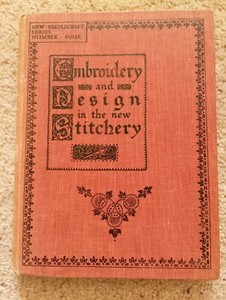 NEW NEEDLECRAFT
SERIES
NUMBER FOUR
Embroidery
and
Design
in the new
Stitchery